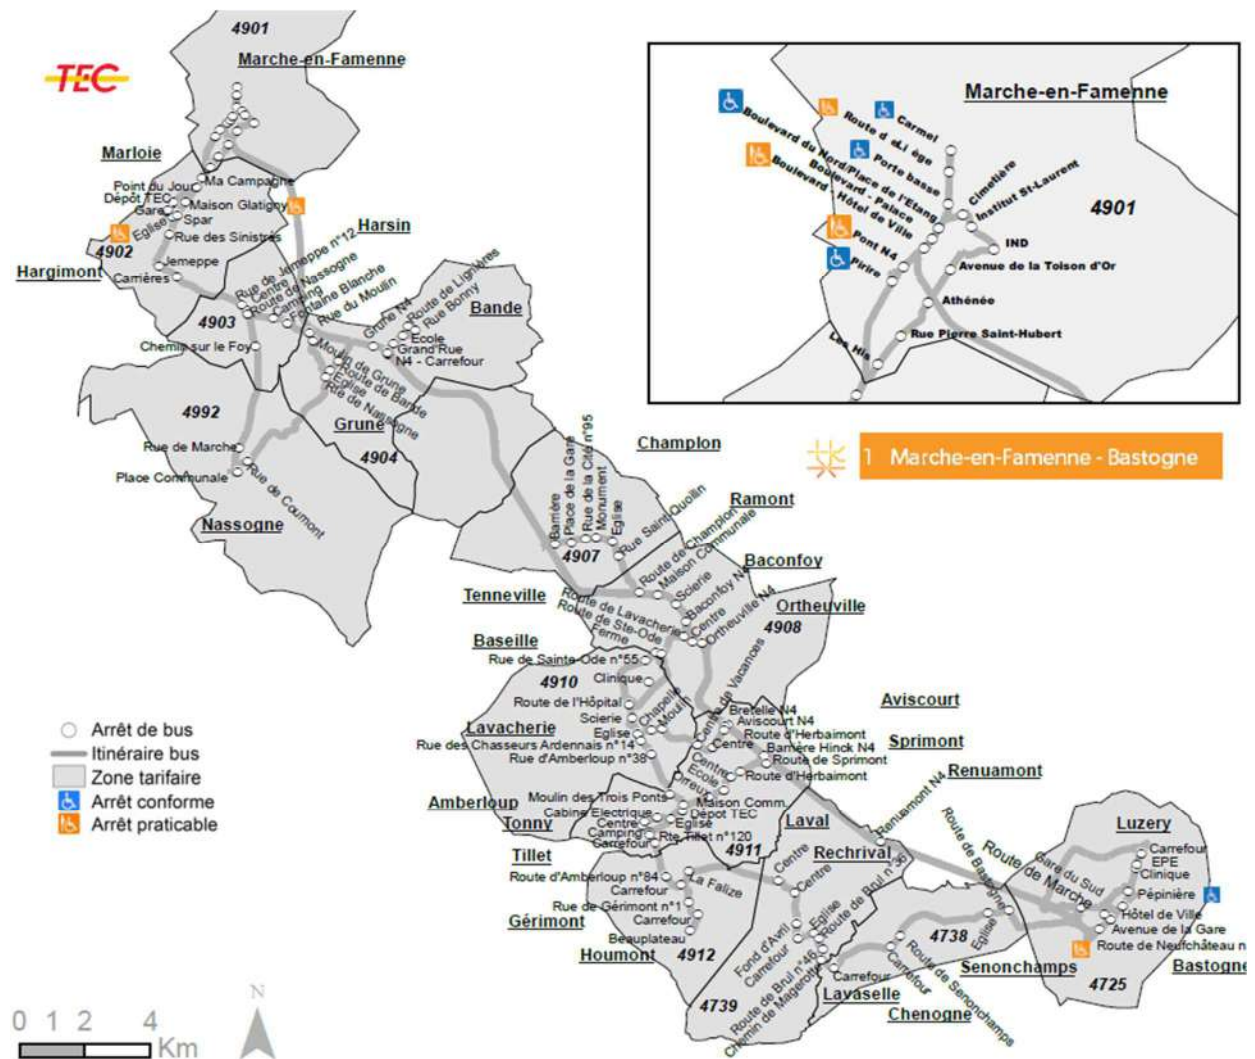 4901
Marche-en-Famenne
TEC
Marloie
Point du Jour
Ma Campagne
Dépôt TEC
Maison Glatigny
Gare
Spar
Eglise
Rue des Sinistrés
4902
Hargimont
Jemeppe
Carrières
Harsin
Rue de Jemeppe n°12
Centre
Route de Nassogne
Camping
Fontaine Blanche
Rue du Moulin
4903
Chemin sur le Foy
Grune N4
Route de Lignières
Rue Bonny
Bande
Ecole
Grand'Rue
N4 - Carrefour
Moulin de Grune
Route de Bande
Eglise
Rue de Nassogne
Grune
4904
4992
Rue de Marche
Place Communale
Rue de Coumont
Nassogne
Marche-en-Famenne
Carmel
Route de Liège
Porte basse
Boulevard du Nord/Place de l'Etang
Boulevard - Palace
Boulevard - Hôtel de Ville
Pont N4
Pirire
Cimetière
Institut St-Laurent
4901
IND
Avenue de la Toison d'Or
Athénée
Rue Pierre Saint-Hubert
Les His
1 Marche-en-Famenne - Bastogne
Champlon
Barrière
Place de la Gare
Rue de la Cité n°95
Monument
Eglise
Rue Saint-Quoilin
4907
Ramont
Route de Champlon
Maison Communale
Scierie
Baconfoy
Baconfoy N4
Tenneville
Route de Lavacherie
Route de Ste-Ode
Ferme
Centre
Ortheuville N4
Ortheuville
4908
Baseille
Rue de Sainte-Ode n°55
4910
Clinique
Route de l'Hôpital
Scierie
Chapelle
Moulin
Lavacherie
Eglise
Rue des Chasseurs Ardennais n°14
Rue d'Amberloup n°38
Centre de Vacances
Bretelle N4
Aviscourt N4
Aviscourt
Route d'Herbaimont
Centre
Barrière Hinck N4
Sprimont
Route de Sprimont
Centre
Ecole
Route d'Herbaimont
Orreux
Renuamont
Renuamont N4
Moulin des Trois Ponts
Amberloup
Maison Comm.
Cabine Electrique
Dépôt TEC
Tonny
Centre
Eglise
Laval
Camping
Rte Tillet n°120
Carrefour
4911
Tillet
Route d'Amberloup n°84
La Falize
Carrefour
Rue de Gérimont n°1
Gérimont
Carrefour
Beauplateau
Houmont
4912
Centre
Centre
Rechrival
Route de Brul n°36
Eglise
Fond d'Avril
Carrefour
Route de Brul n°46
Chemin de Magerotte
4739
Carrefour
Lavaselle
Carrefour
Route de Senonchamps
Chenogne
4738
Eglise
Route de Bastogne
Senonchamps
Route de Marche
Gare du Sud
Luzery
Carrefour
EPE
Clinique
Pépinière
Hôtel de Ville
Avenue de la Gare
Route de Neufchâteau n
Bastogne
4725
Arrêt de bus
Itinéraire bus
Zone tarifaire
Arrêt conforme
Arrêt praticable
0 1 2 4
Km
N